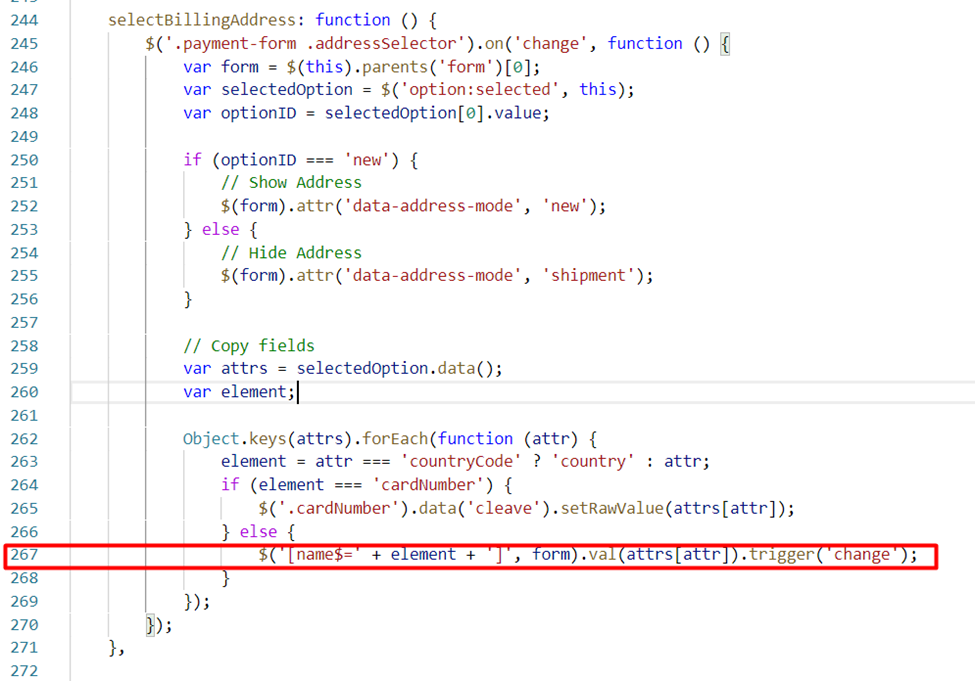 244 selectBillingAddress: function () {
245 $('.payment-form .addressSelector').on('change', function () {
246 var form = $(this).parents('form')[0];
247 var selectedOption = $('option:selected', this);
248 var optionID = selectedOption[0].value;
249
250 if (optionID === 'new') {
251 // Show Address
252 $(form).attr('data-address-mode', 'new');
253 } else {
254 // Hide Address
255 $(form).attr('data-address-mode', 'shipment');
256 }
257
258 // Copy fields
259 var attrs = selectedOption.data();
260 var element;
261
262 Object.keys(attrs).forEach(function (attr) {
263 element = attr === 'countryCode' ? 'country' : attr;
264 if (element === 'cardNumber') {
265 $('.cardNumber').data('cleave').setRawValue(attrs[attr]);
266 } else {
267 $('[name$=' + element + ']', form).val(attrs[attr]).trigger('change');
268 }
269 });
270 });
271 },
272